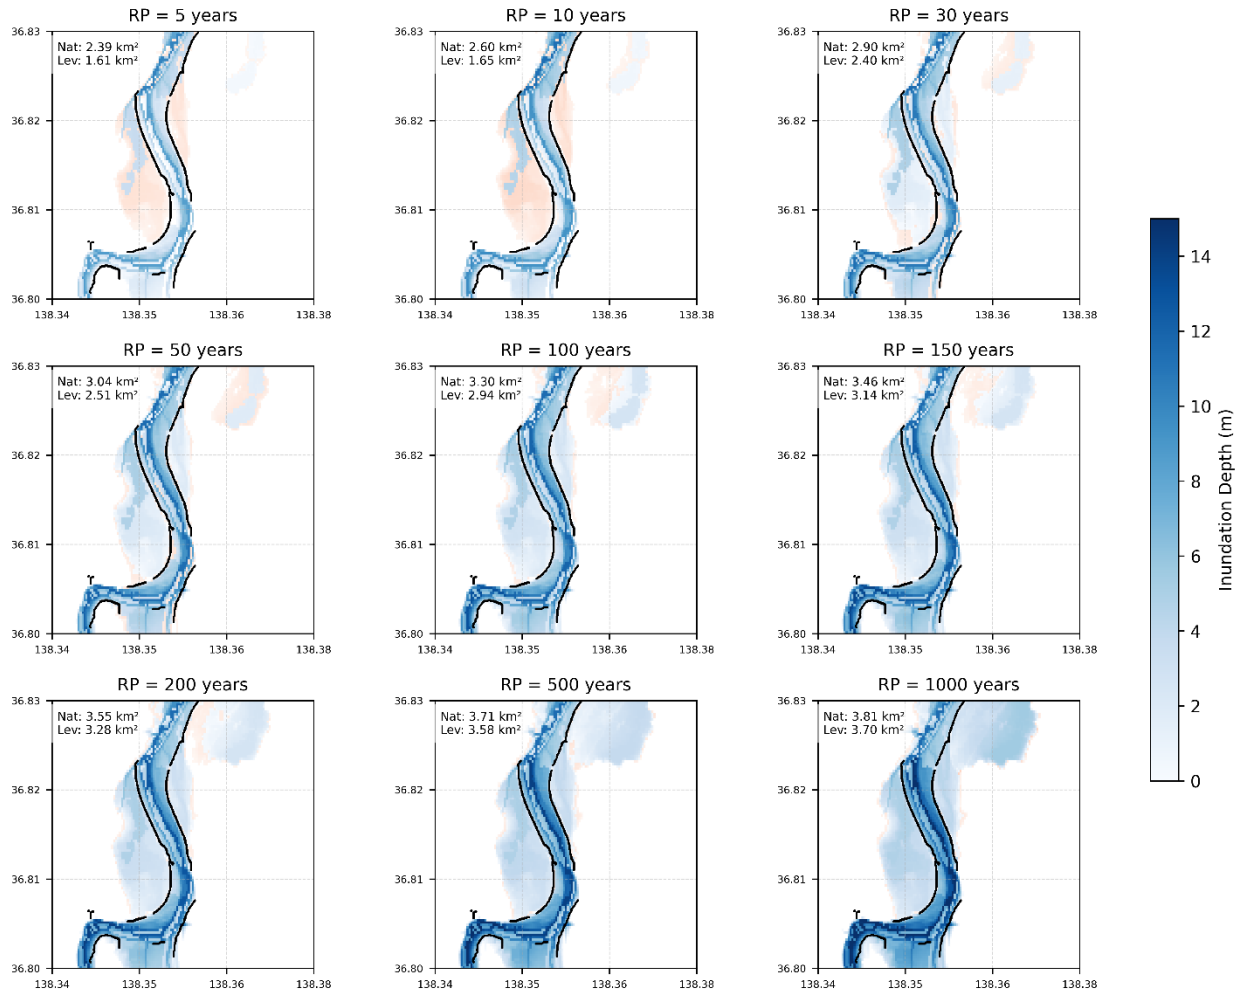 RP = 5 years
RP = 10 years
RP = 30 years
36.83
Nat: 2.39 km²
Lev: 1.61 km²
36.82
36.81
36.80
138.34
138.35
138.36
138.38
36.83
Nat: 2.60 km²
Lev: 1.65 km²
36.82
36.81
36.80
138.34
138.35
138.36
138.38
36.83
Nat: 2.90 km²
Lev: 2.40 km²
36.82
36.81
36.80
138.34
138.35
138.36
138.38
RP = 50 years
RP = 100 years
RP = 150 years
36.83
Nat: 3.04 km²
Lev: 2.51 km²
36.82
36.81
36.80
138.34
138.35
138.36
138.38
36.83
Nat: 3.30 km²
Lev: 2.94 km²
36.82
36.81
36.80
138.34
138.35
138.36
138.38
36.83
Nat: 3.46 km²
Lev: 3.14 km²
36.82
36.81
36.80
138.34
138.35
138.36
138.38
RP = 200 years
RP = 500 years
RP = 1000 years
36.83
Nat: 3.55 km²
Lev: 3.28 km²
36.82
36.81
36.80
138.34
138.35
138.36
138.38
36.83
Nat: 3.71 km²
Lev: 3.58 km²
36.82
36.81
36.80
138.34
138.35
138.36
138.38
36.83
Nat: 3.81 km²
Lev: 3.70 km²
36.82
36.81
36.80
138.34
138.35
138.36
138.38
14
12
10
8
6
4
2
0
Inundation Depth (m)